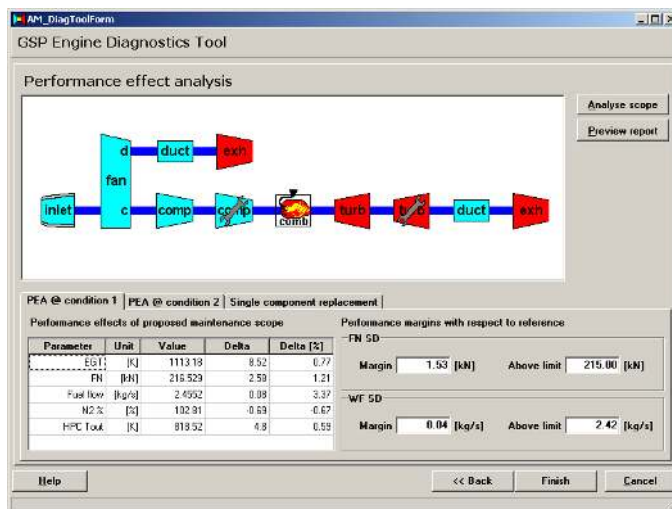 AM_DiagToolForm
GSP Engine Diagnostics Tool
Performance effect analysis
Analyse scope
Preview report
d duct exh
fan
inlet c comp comp comb turb turb duct exh
PEA @ condition 1 PEA @ condition 2 Single component replacement
Performance effects of proposed maintenance scope
Parameter Unit Value Delta Delta [%]
EGT [K] 1113.18 8.52 0.77
FN [kN] 216.529 2.59 1.21
Fuel flow [kg/s] 2.4552 0.08 3.37
N2 % [%] 102.81 -0.69 -0.67
HPC Tout [K] 818.52 4.8 0.59
Performance margins with respect to reference
FN SD
Margin 1.53 [kN] Above limit 215.00 [kN]
WF SD
Margin 0.04 [kg/s] Above limit 2.42 [kg/s]
Help << Back Finish Cancel